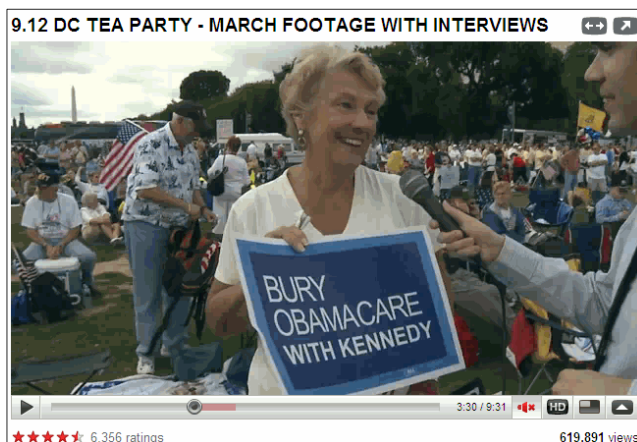 9.12 DC TEA PARTY - MARCH FOOTAGE WITH INTERVIEWS
BURY
OBAMACARE
WITH KENNEDY
3:30 / 9:31
HD
6,356 ratings
619,891 views